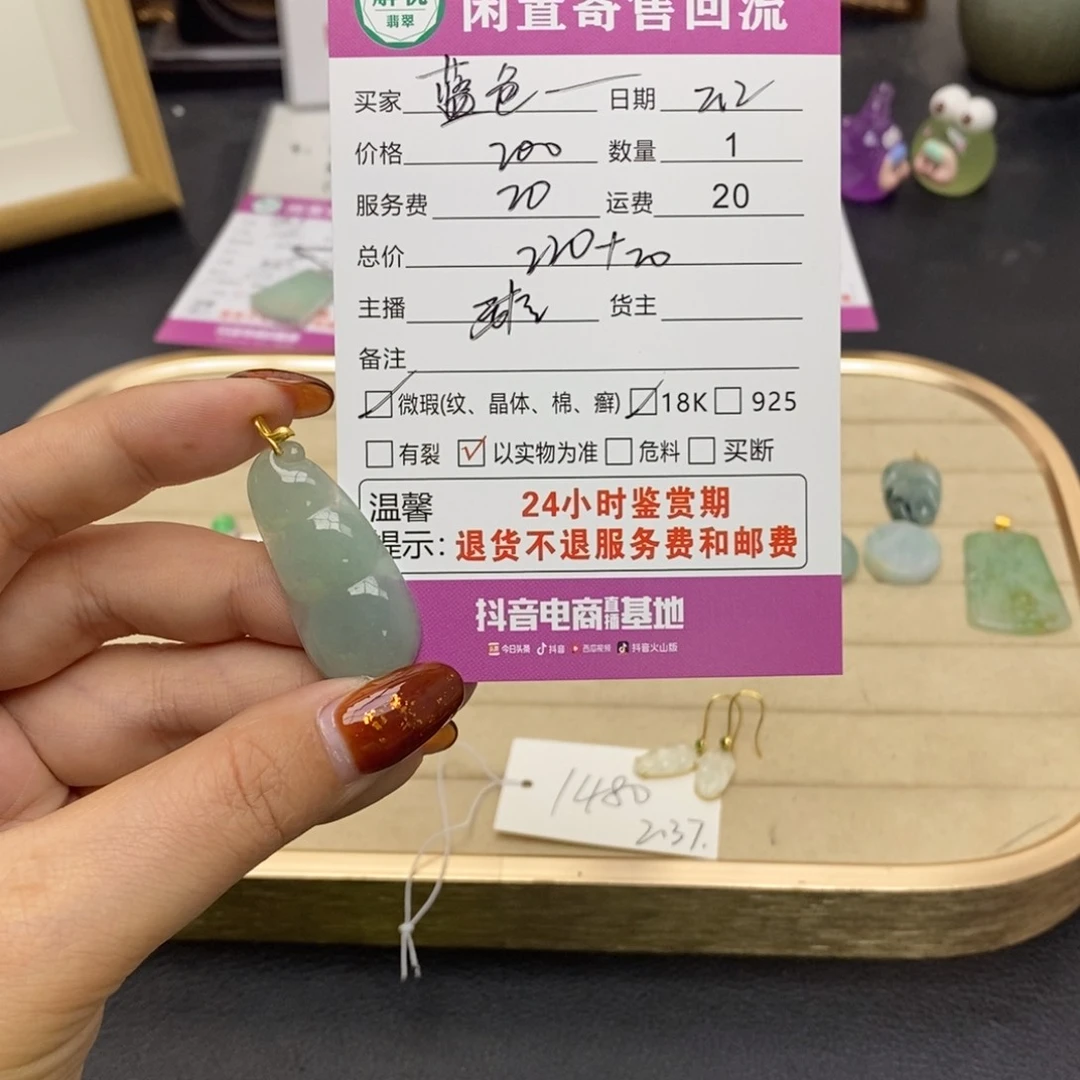 翡翠
闲置寄售回流
买家 蓝色一 日期 2.2
价格 200 数量 1
服务费 20 运费 20
总价 220+20
主播 货主
备注
微瑕(纹、晶体、棉、癣) 18K 925
有裂 以实物为准 危料 买断
温馨提示: 24小时鉴赏期
退货不退服务费和邮费
抖音电商直播基地
今日头条 抖音 西瓜视频 抖音火山版
1480
2.37.